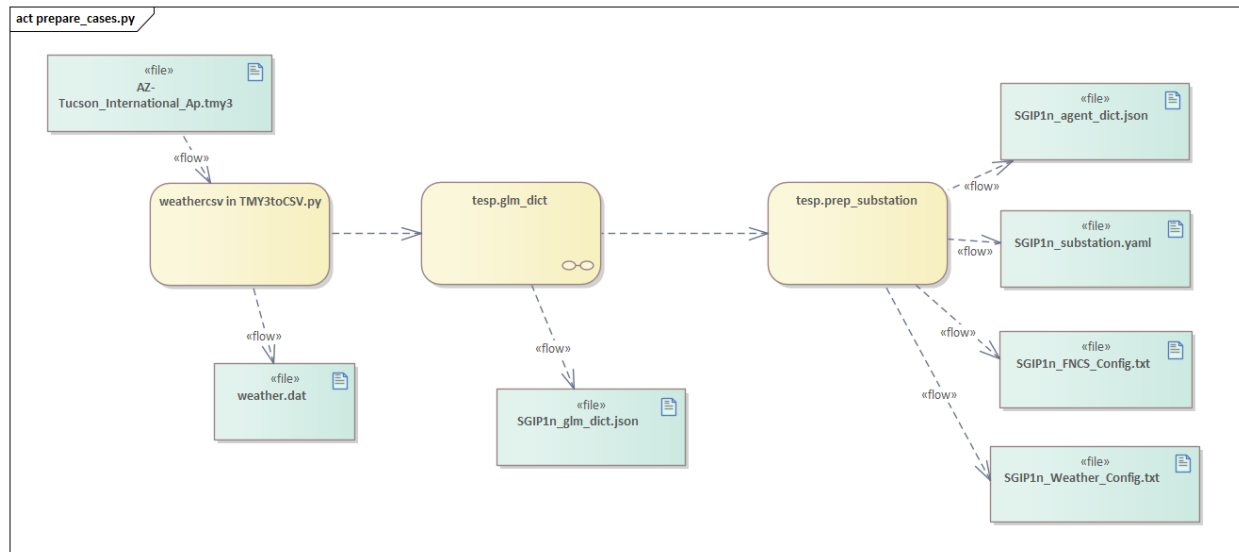 act prepare_cases.py
«file»
AZ-
Tucson_International_Ap.tmy3
«flow»
weathercsv in TMY3toCSV.py
«flow»
«file»
weather.dat
tesp.glm_dict
«flow»
«file»
SGIP1n_glm_dict.json
tesp.prep_substation
«flow»
«file»
SGIP1n_agent_dict.json
«flow»
«file»
SGIP1n_substation.yaml
«flow»
«file»
SGIP1n_FNCS_Config.txt
«flow»
«file»
SGIP1n_Weather_Config.txt